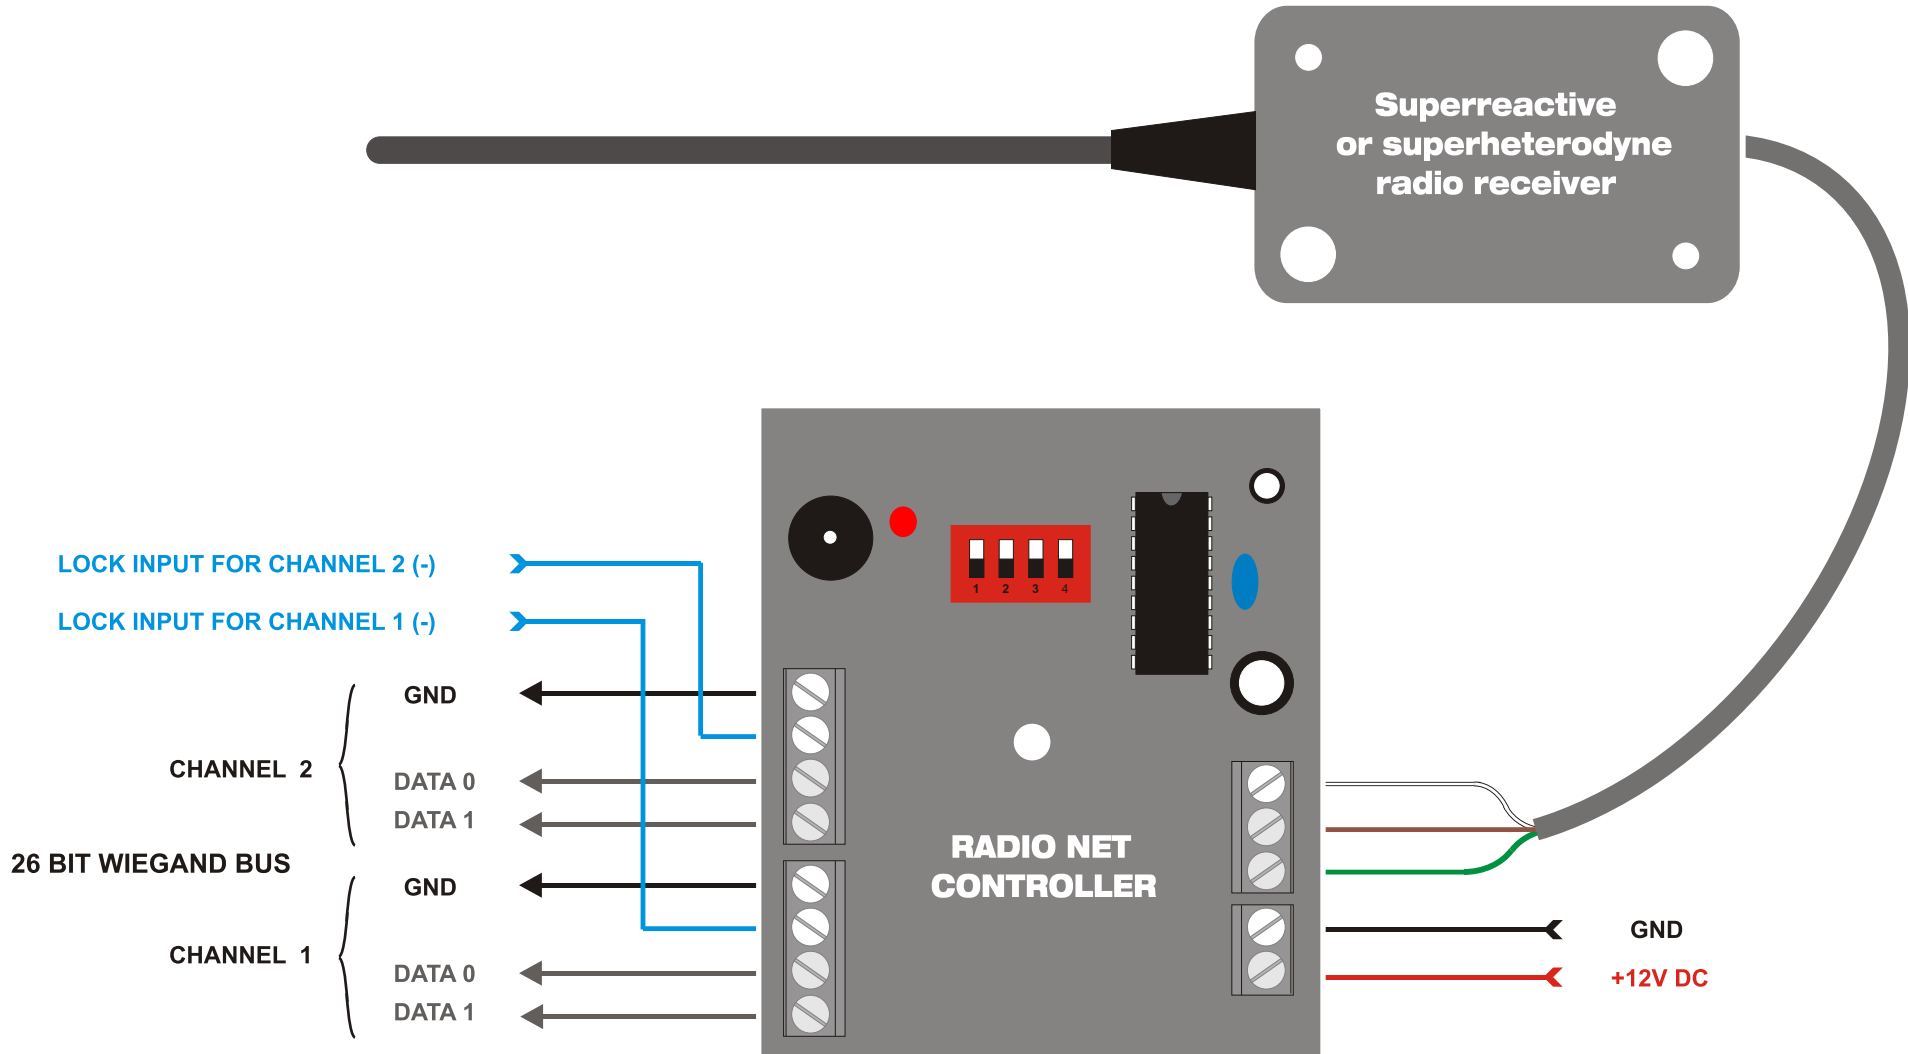 Superreactive
or superheterodyne
radio receiver
1 2 3 4
LOCK INPUT FOR CHANNEL 2 (-)
LOCK INPUT FOR CHANNEL 1 (-)
GND
CHANNEL 2
DATA 0
DATA 1
26 BIT WIEGAND BUS
GND
CHANNEL 1
DATA 0
DATA 1
RADIO NET
CONTROLLER
GND
+12V DC